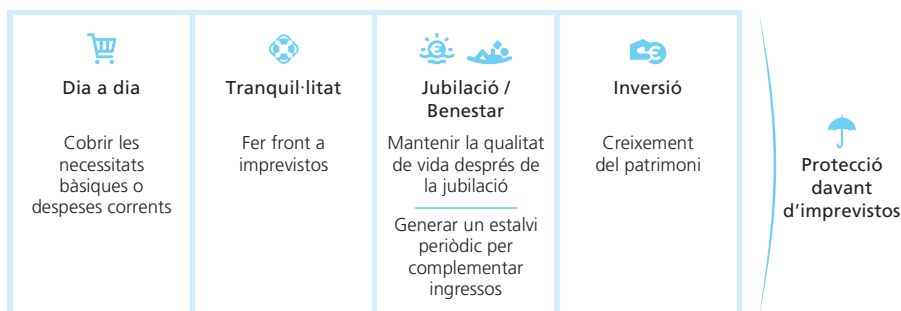 Dia a dia
Cobrir les
necessitats
bàsiques o
despeses corrents
Tranquil·litat
Fer front a
imprevistos
Jubilació /
Benestar
Mantenir la qualitat
de vida després de
la jubilació
Generar un estalvi
periòdic per
complementar
ingressos
Inversió
Creixement
del patrimoni
Protecció
davant
d’imprevistos